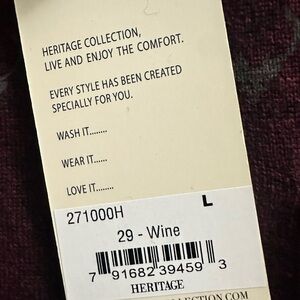 HERITAGE COLLECTION,
LIVE AND ENJOY THE COMFORT.
EVERY STYLE HAS BEEN CREATED
SPECIALLY FOR YOU.
WASH IT........
WEAR IT......
LOVE IT........
271000H L
29 - Wine
7 91682 39459 3
HERITAGE